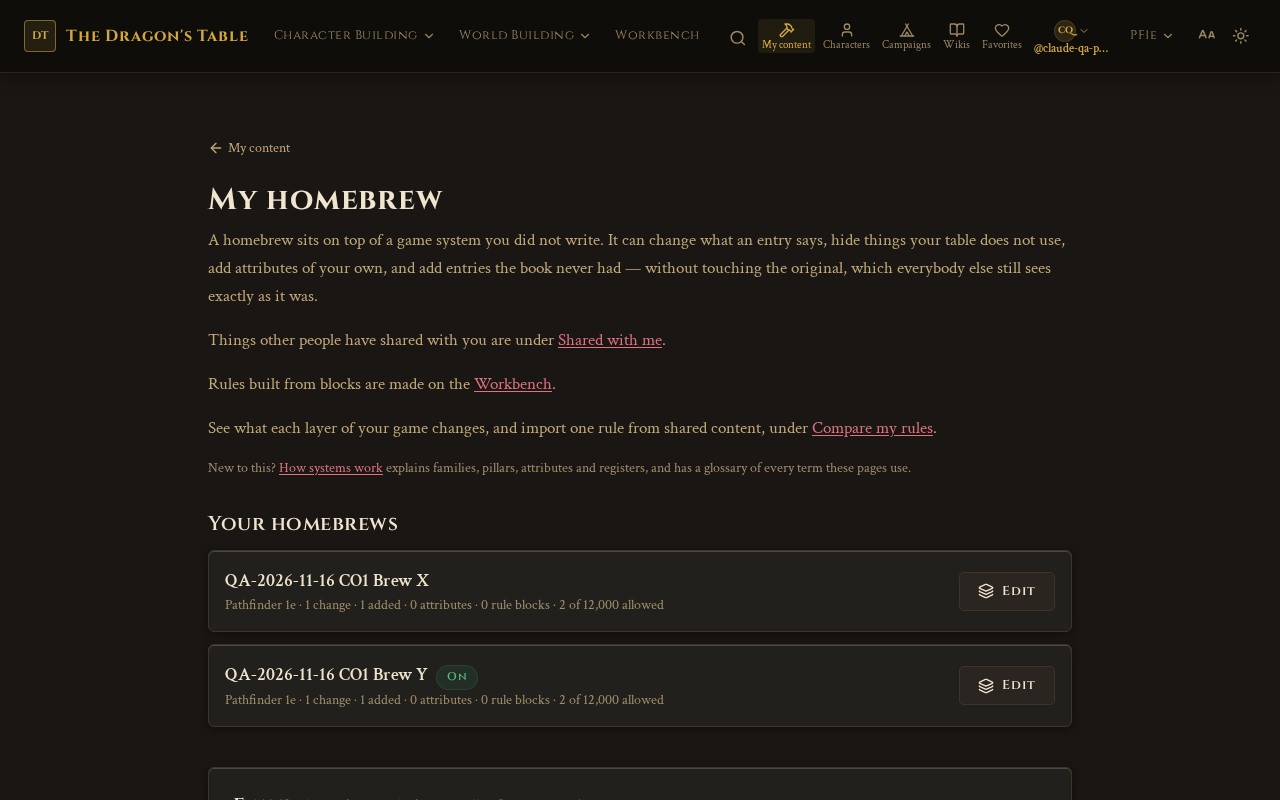 DT The Dragon's Table Character Building World Building Workbench My content Characters Campaigns Wikis Favorites CQ @claude-qa-p... PF1e AA
My content
My homebrew
A homebrew sits on top of a game system you did not write. It can change what an entry says, hide things your table does not use,
add attributes of your own, and add entries the book never had — without touching the original, which everybody else still sees
exactly as it was.
Things other people have shared with you are under Shared with me.
Rules built from blocks are made on the Workbench.
See what each layer of your game changes, and import one rule from shared content, under Compare my rules.
New to this? How systems work explains families, pillars, attributes and registers, and has a glossary of every term these pages use.
Your homebrews
QA-2026-11-16 CO1 Brew X
Pathfinder 1e · 1 change · 1 added · 0 attributes · 0 rule blocks · 2 of 12,000 allowed
Edit
QA-2026-11-16 CO1 Brew Y On
Pathfinder 1e · 1 change · 1 added · 0 attributes · 0 rule blocks · 2 of 12,000 allowed
Edit